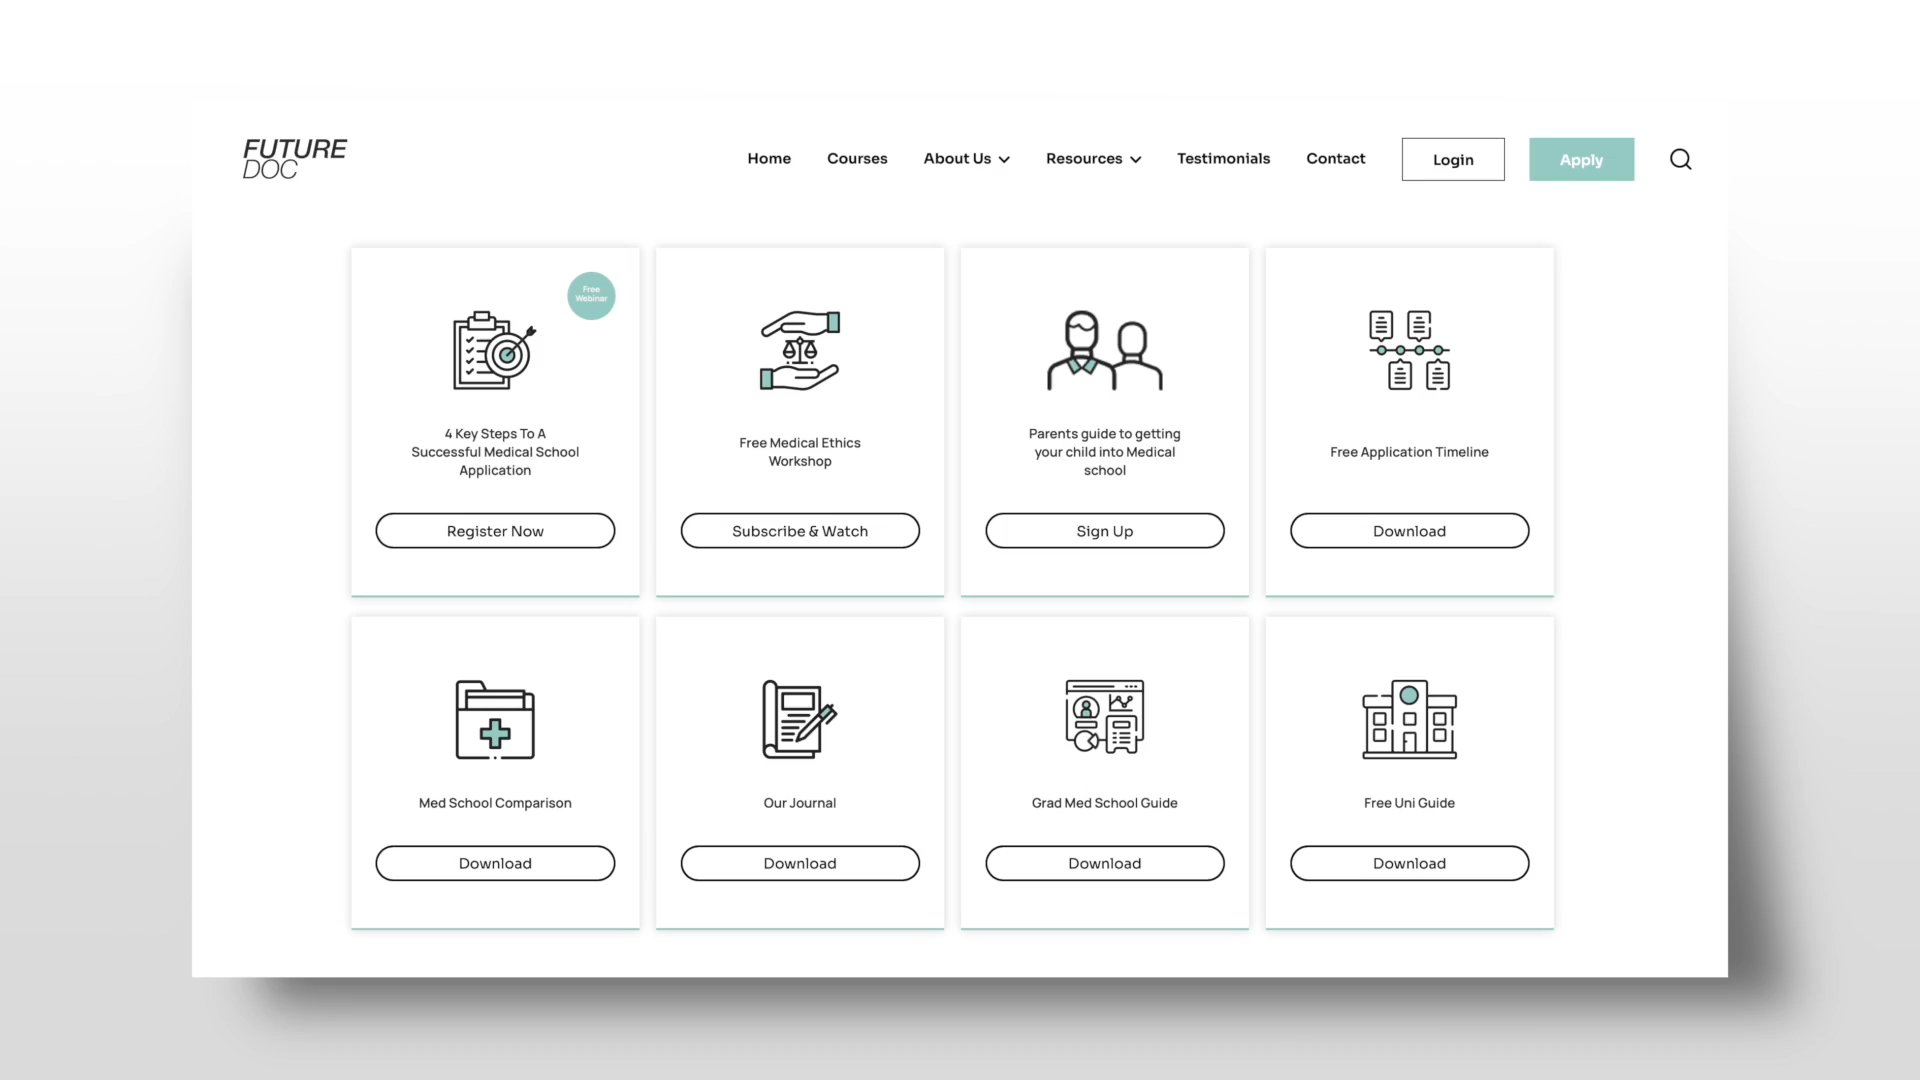 FUTURE
DOC
Home
Courses
About Us
Resources
Testimonials
Contact
Login
Apply
Free
Webinar
4 Key Steps To A
Successful Medical School
Application
Register Now
Free Medical Ethics
Workshop
Subscribe & Watch
Parents guide to getting
your child into Medical
school
Sign Up
Free Application Timeline
Download
Med School Comparison
Download
Our Journal
Download
Grad Med School Guide
Download
Free Uni Guide
Download